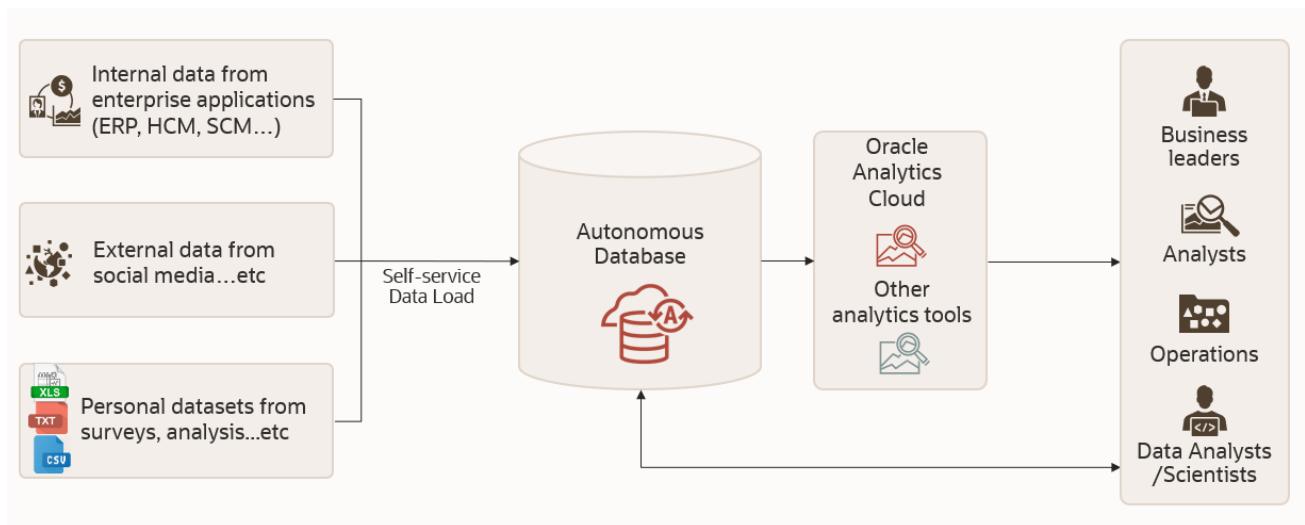 Internal data from
enterprise applications
(ERP, HCM, SCM...)
External data from
social media...etc
XLS
TXT
CSV
Personal datasets from
surveys, analysis...etc
Self-service
Data Load
Autonomous
Database
A
Oracle
Analytics
Cloud
Other
analytics tools
Business
leaders
Analysts
Operations
Data Analysts
/Scientists